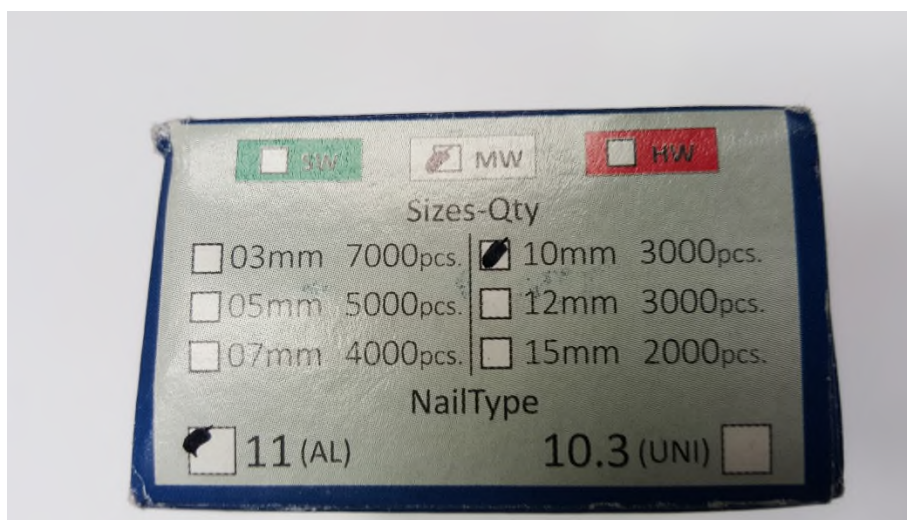 SW MW HW
Sizes-Qty
03mm 7000pcs. 10mm 3000pcs.
05mm 5000pcs. 12mm 3000pcs.
07mm 4000pcs. 15mm 2000pcs.
NailType
11 (AL) 10.3 (UNI)